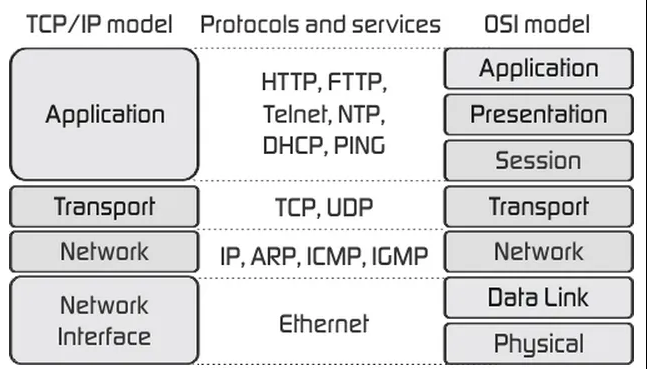 TCP/IP model Protocols and services OSI model
Application
HTTP, FTTP,
Telnet, NTP,
DHCP, PING
Application
Presentation
Session
Transport
TCP, UDP
Transport
Network
IP, ARP, ICMP, IGMP
Network
Network
Interface
Ethernet
Data Link
Physical